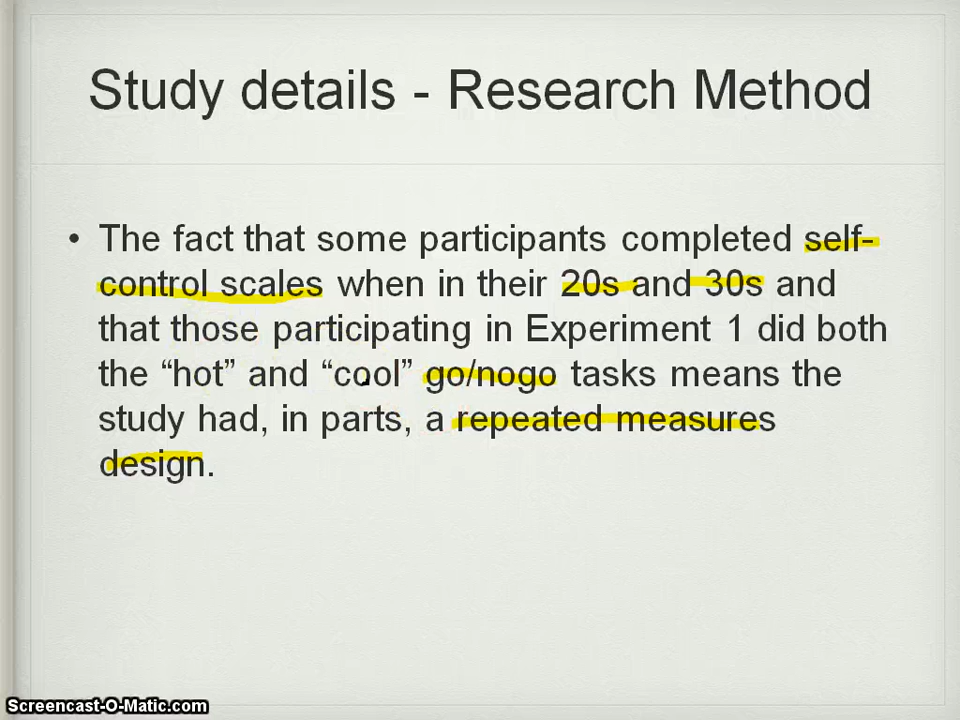 Study details - Research Method
• The fact that some participants completed self-
control scales when in their 20s and 30s and
that those participating in Experiment 1 did both
the “hot” and “cool” go/nogo tasks means the
study had, in parts, a repeated measures
design.
Screencast-O-Matic.com